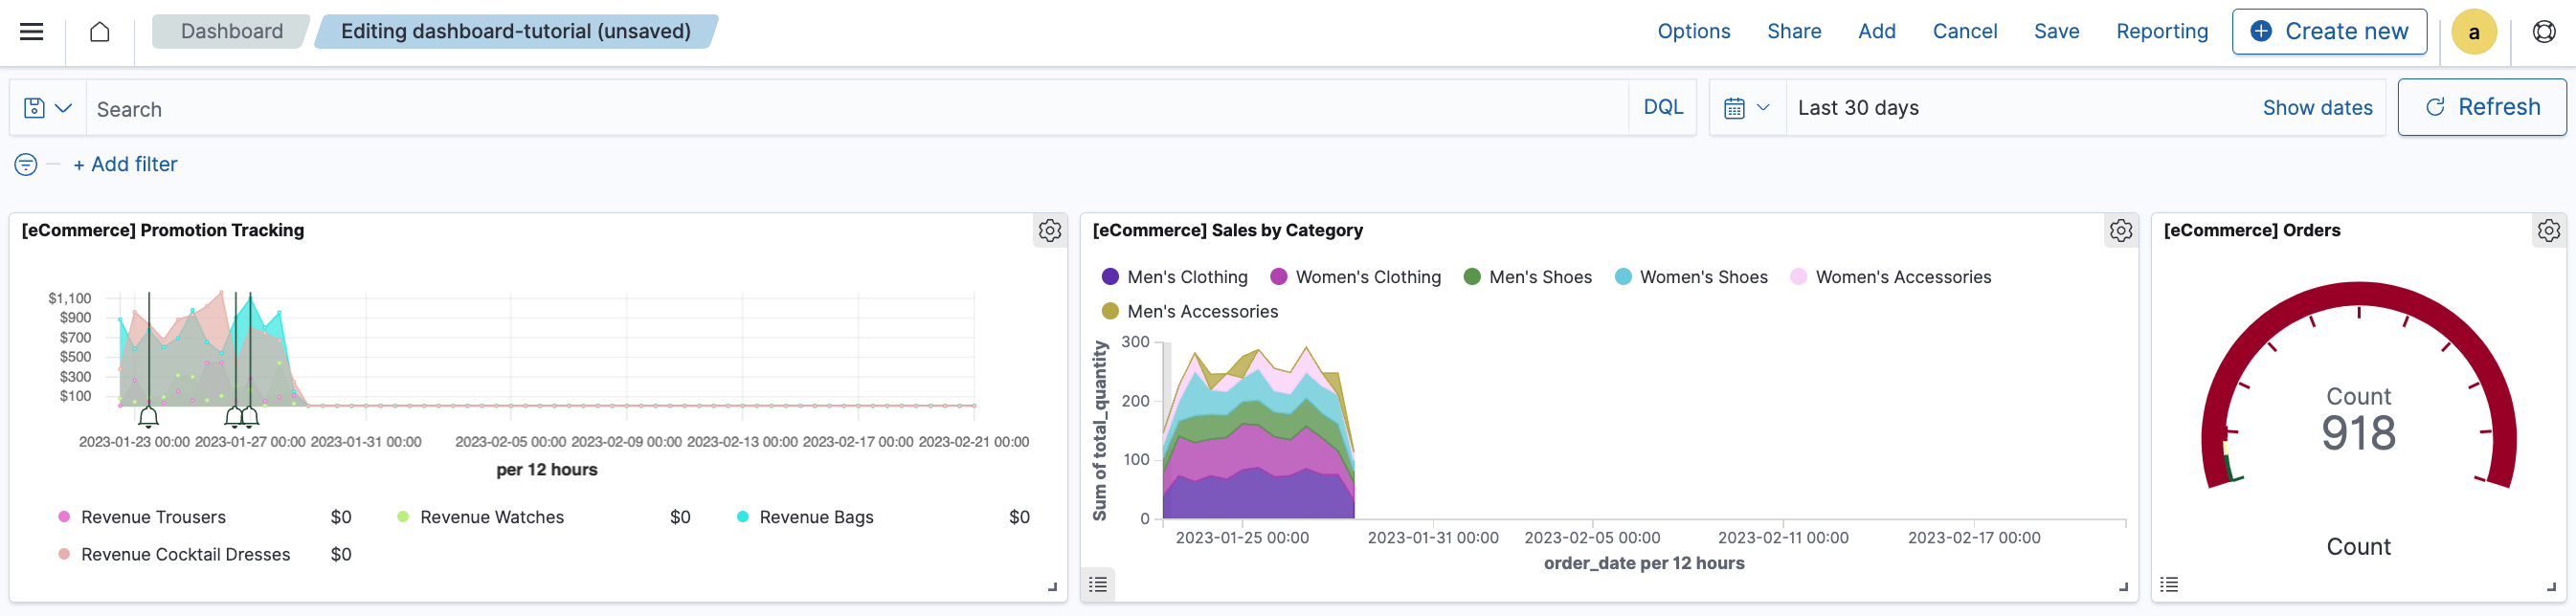 Dashboard Editing dashboard-tutorial (unsaved) Options Share Add Cancel Save Reporting Create new a
Search DQL Last 30 days Show dates Refresh
+ Add filter
[eCommerce] Promotion Tracking
$1,100
$900
$700
$500
$300
$100
2023-01-23 00:00 2023-01-27 00:00 2023-01-31 00:00 2023-02-05 00:00 2023-02-09 00:00 2023-02-13 00:00 2023-02-17 00:00 2023-02-21 00:00
per 12 hours
Revenue Trousers $0 Revenue Watches $0 Revenue Bags $0
Revenue Cocktail Dresses $0
[eCommerce] Sales by Category
Men's Clothing Women's Clothing Men's Shoes Women's Shoes Women's Accessories
Men's Accessories
Sum of total_quantity
300
200
100
0
2023-01-25 00:00 2023-01-31 00:00 2023-02-05 00:00 2023-02-11 00:00 2023-02-17 00:00
order_date per 12 hours
[eCommerce] Orders
Count
918
Count